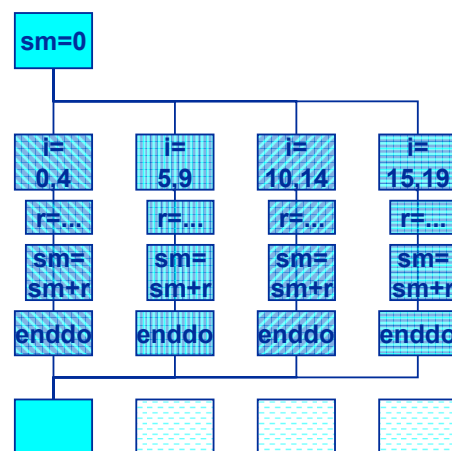 sm=0
i=
0,4
i=
5,9
i=
10,14
i=
15,19
r=...
r=...
r=...
r=...
sm=
sm+r
sm=
sm+r
sm=
sm+r
sm=
sm+r
enddo
enddo
enddo
enddo